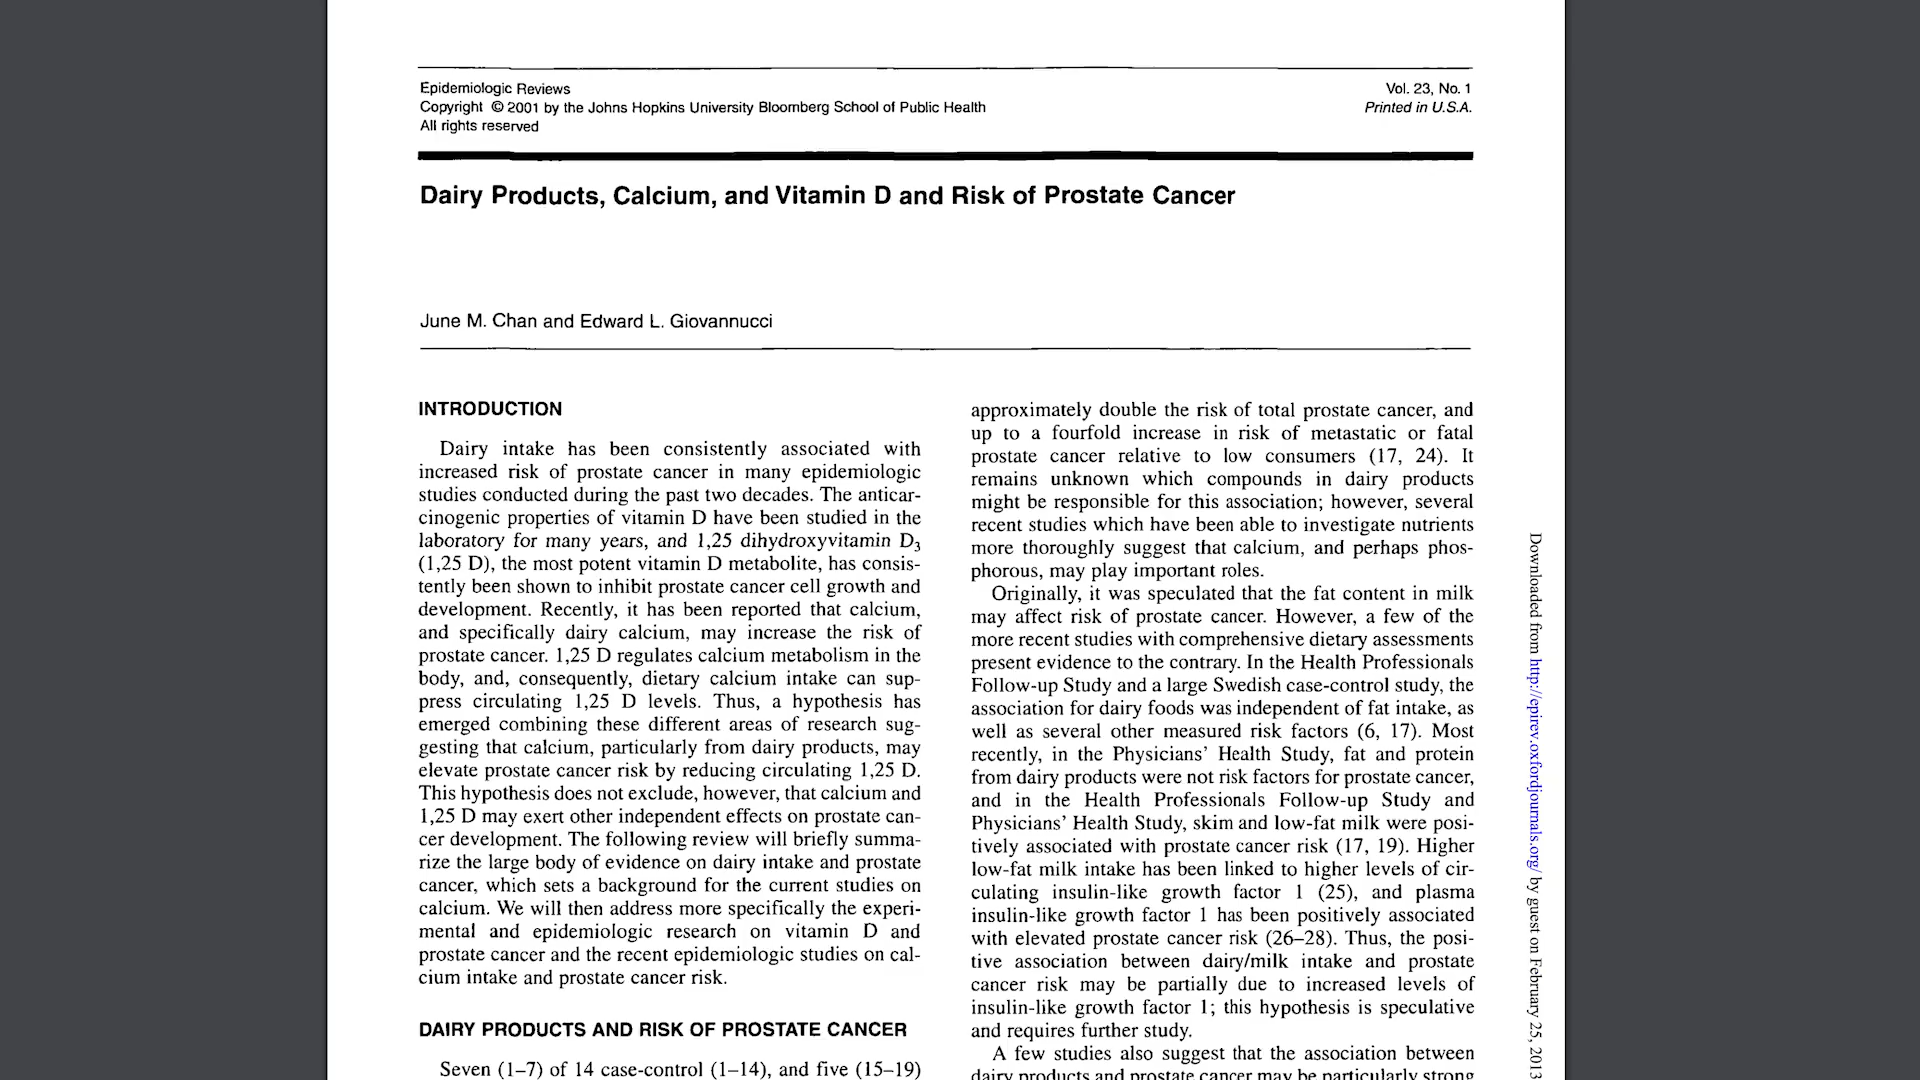 Epidemiologic Reviews
Copyright © 2001 by the Johns Hopkins University Bloomberg School of Public Health
All rights reserved
Vol. 23, No. 1
Printed in U.S.A.
Dairy Products, Calcium, and Vitamin D and Risk of Prostate Cancer
June M. Chan and Edward L. Giovannucci
INTRODUCTION
Dairy intake has been consistently associated with
increased risk of prostate cancer in many epidemiologic
studies conducted during the past two decades. The anticar-
cinogenic properties of vitamin D have been studied in the
laboratory for many years, and 1,25 dihydroxyvitamin D3
(1,25 D), the most potent vitamin D metabolite, has consis-
tently been shown to inhibit prostate cancer cell growth and
development. Recently, it has been reported that calcium,
and specifically dairy calcium, may increase the risk of
prostate cancer. 1,25 D regulates calcium metabolism in the
body, and, consequently, dietary calcium intake can sup-
press circulating 1,25 D levels. Thus, a hypothesis has
emerged combining these different areas of research sug-
gesting that calcium, particularly from dairy products, may
elevate prostate cancer risk by reducing circulating 1,25 D.
This hypothesis does not exclude, however, that calcium and
1,25 D may exert other independent effects on prostate can-
cer development. The following review will briefly summa-
rize the large body of evidence on dairy intake and prostate
cancer, which sets a background for the current studies on
calcium. We will then address more specifically the experi-
mental and epidemiologic research on vitamin D and
prostate cancer and the recent epidemiologic studies on cal-
cium intake and prostate cancer risk.
DAIRY PRODUCTS AND RISK OF PROSTATE CANCER
Seven (1–7) of 14 case-control (1–14), and five (15–19)
approximately double the risk of total prostate cancer, and
up to a fourfold increase in risk of metastatic or fatal
prostate cancer relative to low consumers (17, 24). It
remains unknown which compounds in dairy products
might be responsible for this association; however, several
recent studies which have been able to investigate nutrients
more thoroughly suggest that calcium, and perhaps phos-
phorous, may play important roles.
Originally, it was speculated that the fat content in milk
may affect risk of prostate cancer. However, a few of the
more recent studies with comprehensive dietary assessments
present evidence to the contrary. In the Health Professionals
Follow-up Study and a large Swedish case-control study, the
association for dairy foods was independent of fat intake, as
well as several other measured risk factors (6, 17). Most
recently, in the Physicians' Health Study, fat and protein
from dairy products were not risk factors for prostate cancer,
and in the Health Professionals Follow-up Study and
Physicians' Health Study, skim and low-fat milk were posi-
tively associated with prostate cancer risk (17, 19). Higher
low-fat milk intake has been linked to higher levels of cir-
culating insulin-like growth factor 1 (25), and plasma
insulin-like growth factor 1 has been positively associated
with elevated prostate cancer risk (26–28). Thus, the posi-
tive association between dairy/milk intake and prostate
cancer risk may be partially due to increased levels of
insulin-like growth factor 1; this hypothesis is speculative
and requires further study.
A few studies also suggest that the association between
dairy products and prostate cancer may be particularly strong
Downloaded from http://epirev.oxfordjournals.org/ by guest on February 25, 2013